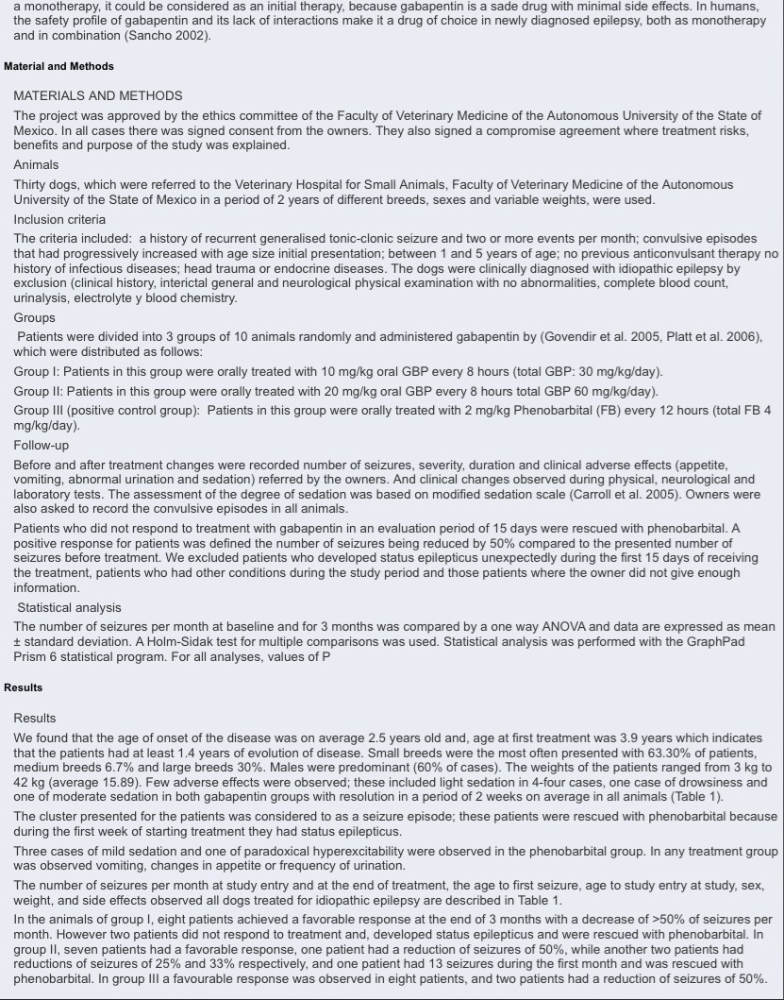 a monotherapy, it could be considered as an initial therapy, because gabapentin is a sade drug with minimal side effects. In humans,
the safety profile of gabapentin and its lack of interactions make it a drug of choice in newly diagnosed epilepsy, both as monotherapy
and in combination (Sancho 2002).
Material and Methods
MATERIALS AND METHODS
The project was approved by the ethics committee of the Faculty of Veterinary Medicine of the Autonomous University of the State of
Mexico. In all cases there was signed consent from the owners. They also signed a compromise agreement where treatment risks,
benefits and purpose of the study was explained.
Animals
Thirty dogs, which were referred to the Veterinary Hospital for Small Animals, Faculty of Veterinary Medicine of the Autonomous
University of the State of Mexico in a period of 2 years of different breeds, sexes and variable weights, were used.
Inclusion criteria
The criteria included:  a history of recurrent generalised tonic-clonic seizure and two or more events per month; convulsive episodes
that had progressively increased with age size initial presentation; between 1 and 5 years of age; no previous anticonvulsant therapy no
history of infectious diseases; head trauma or endocrine diseases. The dogs were clinically diagnosed with idiopathic epilepsy by
exclusion (clinical history, interictal general and neurological physical examination with no abnormalities, complete blood count,
urinalysis, electrolyte y blood chemistry.
Groups
Patients were divided into 3 groups of 10 animals randomly and administered gabapentin by (Govendir et al. 2005, Platt et al. 2006),
which were distributed as follows:
Group I: Patients in this group were orally treated with 10 mg/kg oral GBP every 8 hours (total GBP: 30 mg/kg/day).
Group II: Patients in this group were orally treated with 20 mg/kg oral GBP every 8 hours total GBP 60 mg/kg/day).
Group III (positive control group):  Patients in this group were orally treated with 2 mg/kg Phenobarbital (FB) every 12 hours (total FB 4
mg/kg/day).
Follow-up
Before and after treatment changes were recorded number of seizures, severity, duration and clinical adverse effects (appetite,
vomiting, abnormal urination and sedation) referred by the owners. And clinical changes observed during physical, neurological and
laboratory tests. The assessment of the degree of sedation was based on modified sedation scale (Carroll et al. 2005). Owners were
also asked to record the convulsive episodes in all animals.
Patients who did not respond to treatment with gabapentin in an evaluation period of 15 days were rescued with phenobarbital. A
positive response for patients was defined the number of seizures being reduced by 50% compared to the presented number of
seizures before treatment. We excluded patients who developed status epilepticus unexpectedly during the first 15 days of receiving
the treatment, patients who had other conditions during the study period and those patients where the owner did not give enough
information.
Statistical analysis
The number of seizures per month at baseline and for 3 months was compared by a one way ANOVA and data are expressed as mean
± standard deviation. A Holm-Sidak test for multiple comparisons was used. Statistical analysis was performed with the GraphPad
Prism 6 statistical program. For all analyses, values of P
Results
Results
We found that the age of onset of the disease was on average 2.5 years old and, age at first treatment was 3.9 years which indicates
that the patients had at least 1.4 years of evolution of disease. Small breeds were the most often presented with 63.30% of patients,
medium breeds 6.7% and large breeds 30%. Males were predominant (60% of cases). The weights of the patients ranged from 3 kg to
42 kg (average 15.89). Few adverse effects were observed; these included light sedation in 4-four cases, one case of drowsiness and
one of moderate sedation in both gabapentin groups with resolution in a period of 2 weeks on average in all animals (Table 1).
The cluster presented for the patients was considered to as a seizure episode; these patients were rescued with phenobarbital because
during the first week of starting treatment they had status epilepticus.
Three cases of mild sedation and one of paradoxical hyperexcitability were observed in the phenobarbital group. In any treatment group
was observed vomiting, changes in appetite or frequency of urination.
The number of seizures per month at study entry and at the end of treatment, the age to first seizure, age to study entry at study, sex,
weight, and side effects observed all dogs treated for idiopathic epilepsy are described in Table 1.
In the animals of group I, eight patients achieved a favorable response at the end of 3 months with a decrease of >50% of seizures per
month. However two patients did not respond to treatment and, developed status epilepticus and were rescued with phenobarbital. In
group II, seven patients had a favorable response, one patient had a reduction of seizures of 50%, while another two patients had
reductions of seizures of 25% and 33% respectively, and one patient had 13 seizures during the first month and was rescued with
phenobarbital. In group III a favourable response was observed in eight patients, and two patients had a reduction of seizures of 50%.